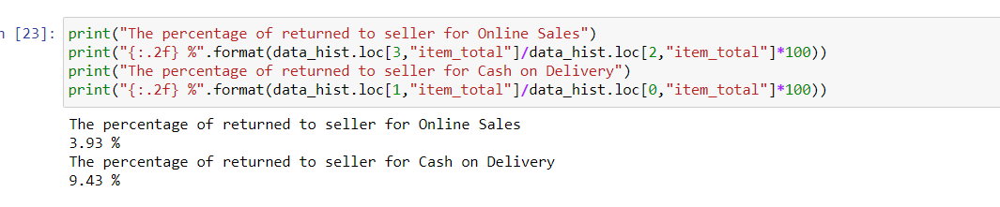 n [23]: print("The percentage of returned to seller for Online Sales")
print("{:.2f} %".format(data_hist.loc[3,"item_total"]/data_hist.loc[2,"item_total"]*100))
print("The percentage of returned to seller for Cash on Delivery")
print("{:.2f} %".format(data_hist.loc[1,"item_total"]/data_hist.loc[0,"item_total"]*100))
The percentage of returned to seller for Online Sales
3.93 %
The percentage of returned to seller for Cash on Delivery
9.43 %